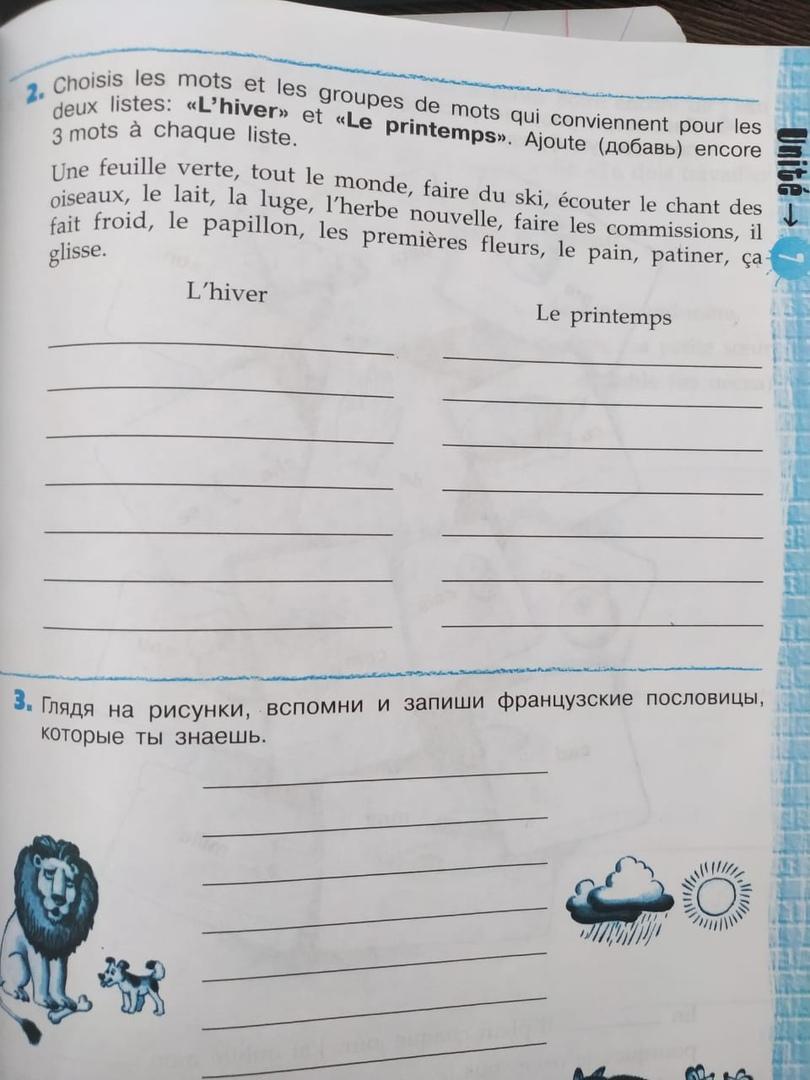 2. Choisis les mots et les groupes de mots qui conviennent pour les
deux listes: «L'hiver» et «Le printemps». Ajoute (добавь) encore
3 mots à chaque liste.
Une feuille verte, tout le monde, faire du ski, écouter le chant des
oiseaux, le lait, la luge, l'herbe nouvelle, faire les commissions, il
fait froid, le papillon, les premières fleurs, le pain, patiner, ça
glisse.
L'hiver
Le printemps
3. Глядя на рисунки, вспомни и запиши французские пословицы,
которые ты знаешь.
Unité →
1